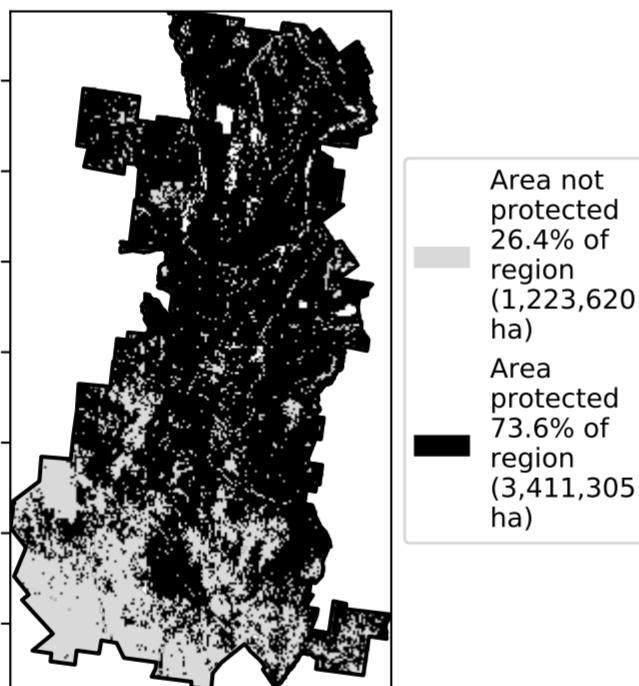 Area not
protected
26.4% of
region
(1,223,620
ha)
Area
protected
73.6% of
region
(3,411,305
ha)